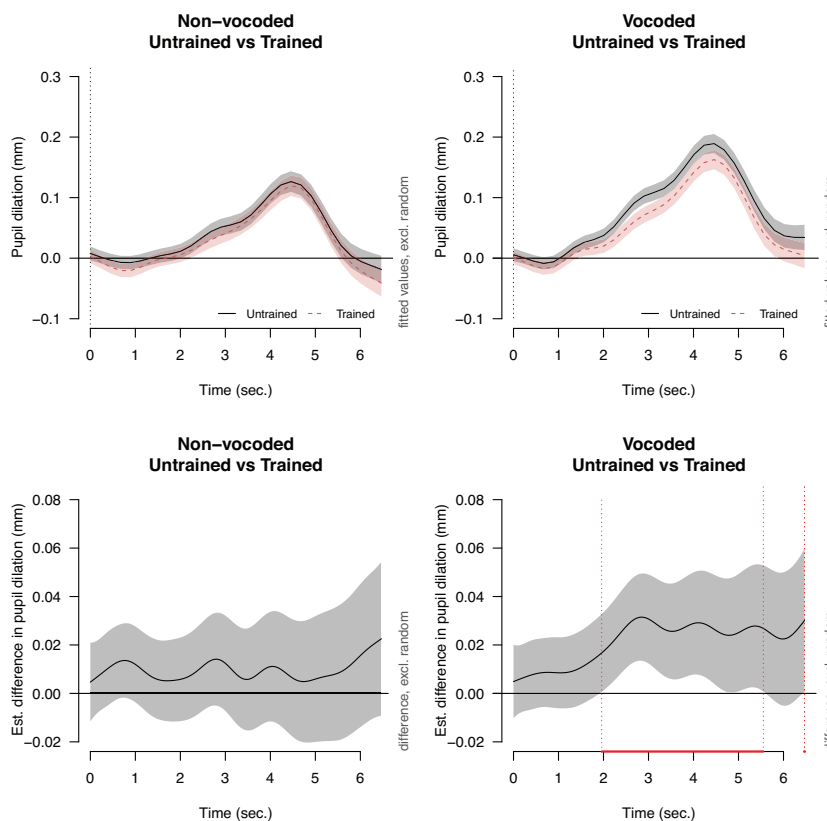 Non−vocoded
Untrained vs Trained
Pupil dilation (mm)
0.3
0.2
0.1
0.0
−0.1
Untrained
Trained
fitted values, excl. random
0 1 2 3 4 5 6
Time (sec.)
Vocoded
Untrained vs Trained
Pupil dilation (mm)
0.3
0.2
0.1
0.0
−0.1
Untrained
Trained
0 1 2 3 4 5 6
Time (sec.)
Non−vocoded
Untrained vs Trained
Est. difference in pupil dilation (mm)
0.08
0.06
0.04
0.02
0.00
−0.02
difference, excl. random
0 1 2 3 4 5 6
Time (sec.)
Vocoded
Untrained vs Trained
Est. difference in pupil dilation (mm)
0.08
0.06
0.04
0.02
0.00
−0.02
0 1 2 3 4 5 6
Time (sec.)